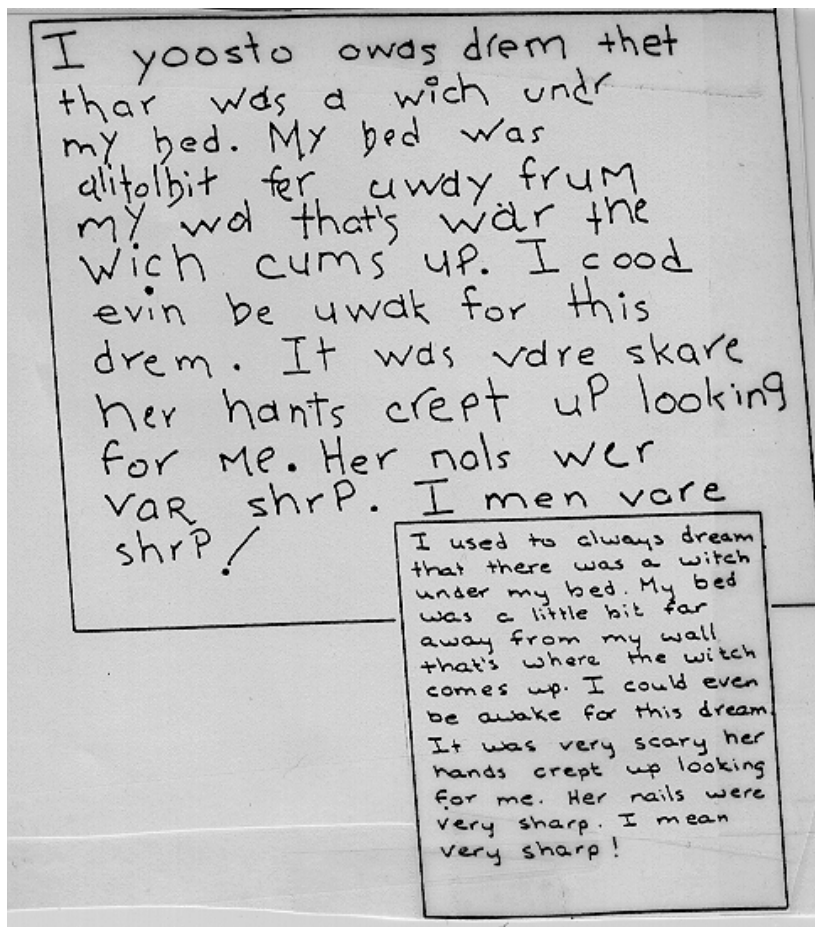 I yoosto owas drem thet
thar was a wich undr
my bed. My bed was
alitolbit fer uway frum
my wol that's war the
wich cums up. I cood
evin be uwak for this
drem. It was vare skare
her hants crept up looking
for me. Her nols wer
vaR shrP. I men vare
shrP!
I used to always dream
that there was a witch
under my bed. My bed
was a little bit far
away from my wall
that's where the witch
comes up. I could even
be awake for this dream.
It was very scary her
hands crept up looking
for me. Her nails were
very sharp. I mean
very sharp!